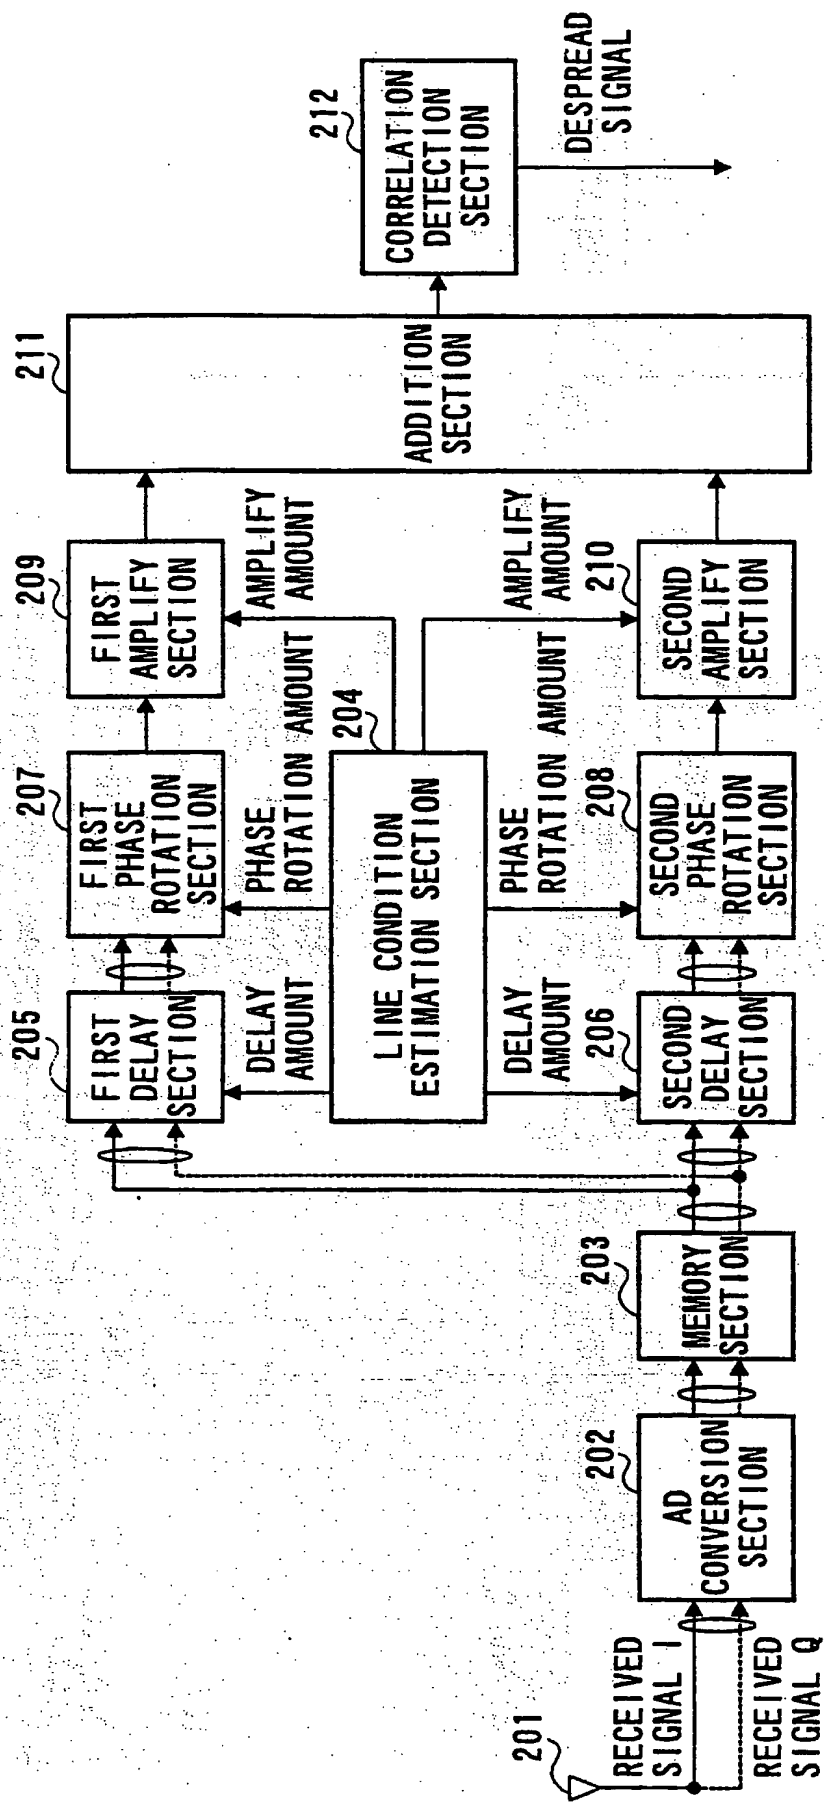 201
RECEIVED
SIGNAL I
RECEIVED
SIGNAL Q
202
AD
CONVERSION
SECTION
203
MEMORY
SECTION
205
FIRST
DELAY
SECTION
DELAY
AMOUNT
204
LINE CONDITION
ESTIMATION SECTION
DELAY
AMOUNT
206
SECOND
DELAY
SECTION
207
FIRST
PHASE
ROTATION
SECTION
PHASE
ROTATION AMOUNT
PHASE
ROTATION AMOUNT
208
SECOND
PHASE
ROTATION
SECTION
209
FIRST
AMPLIFY
SECTION
AMPLIFY
AMOUNT
AMPLIFY
AMOUNT
210
SECOND
AMPLIFY
SECTION
211
ADDITION
SECTION
212
CORRELATION
DETECTION
SECTION
DESPREAD
SIGNAL